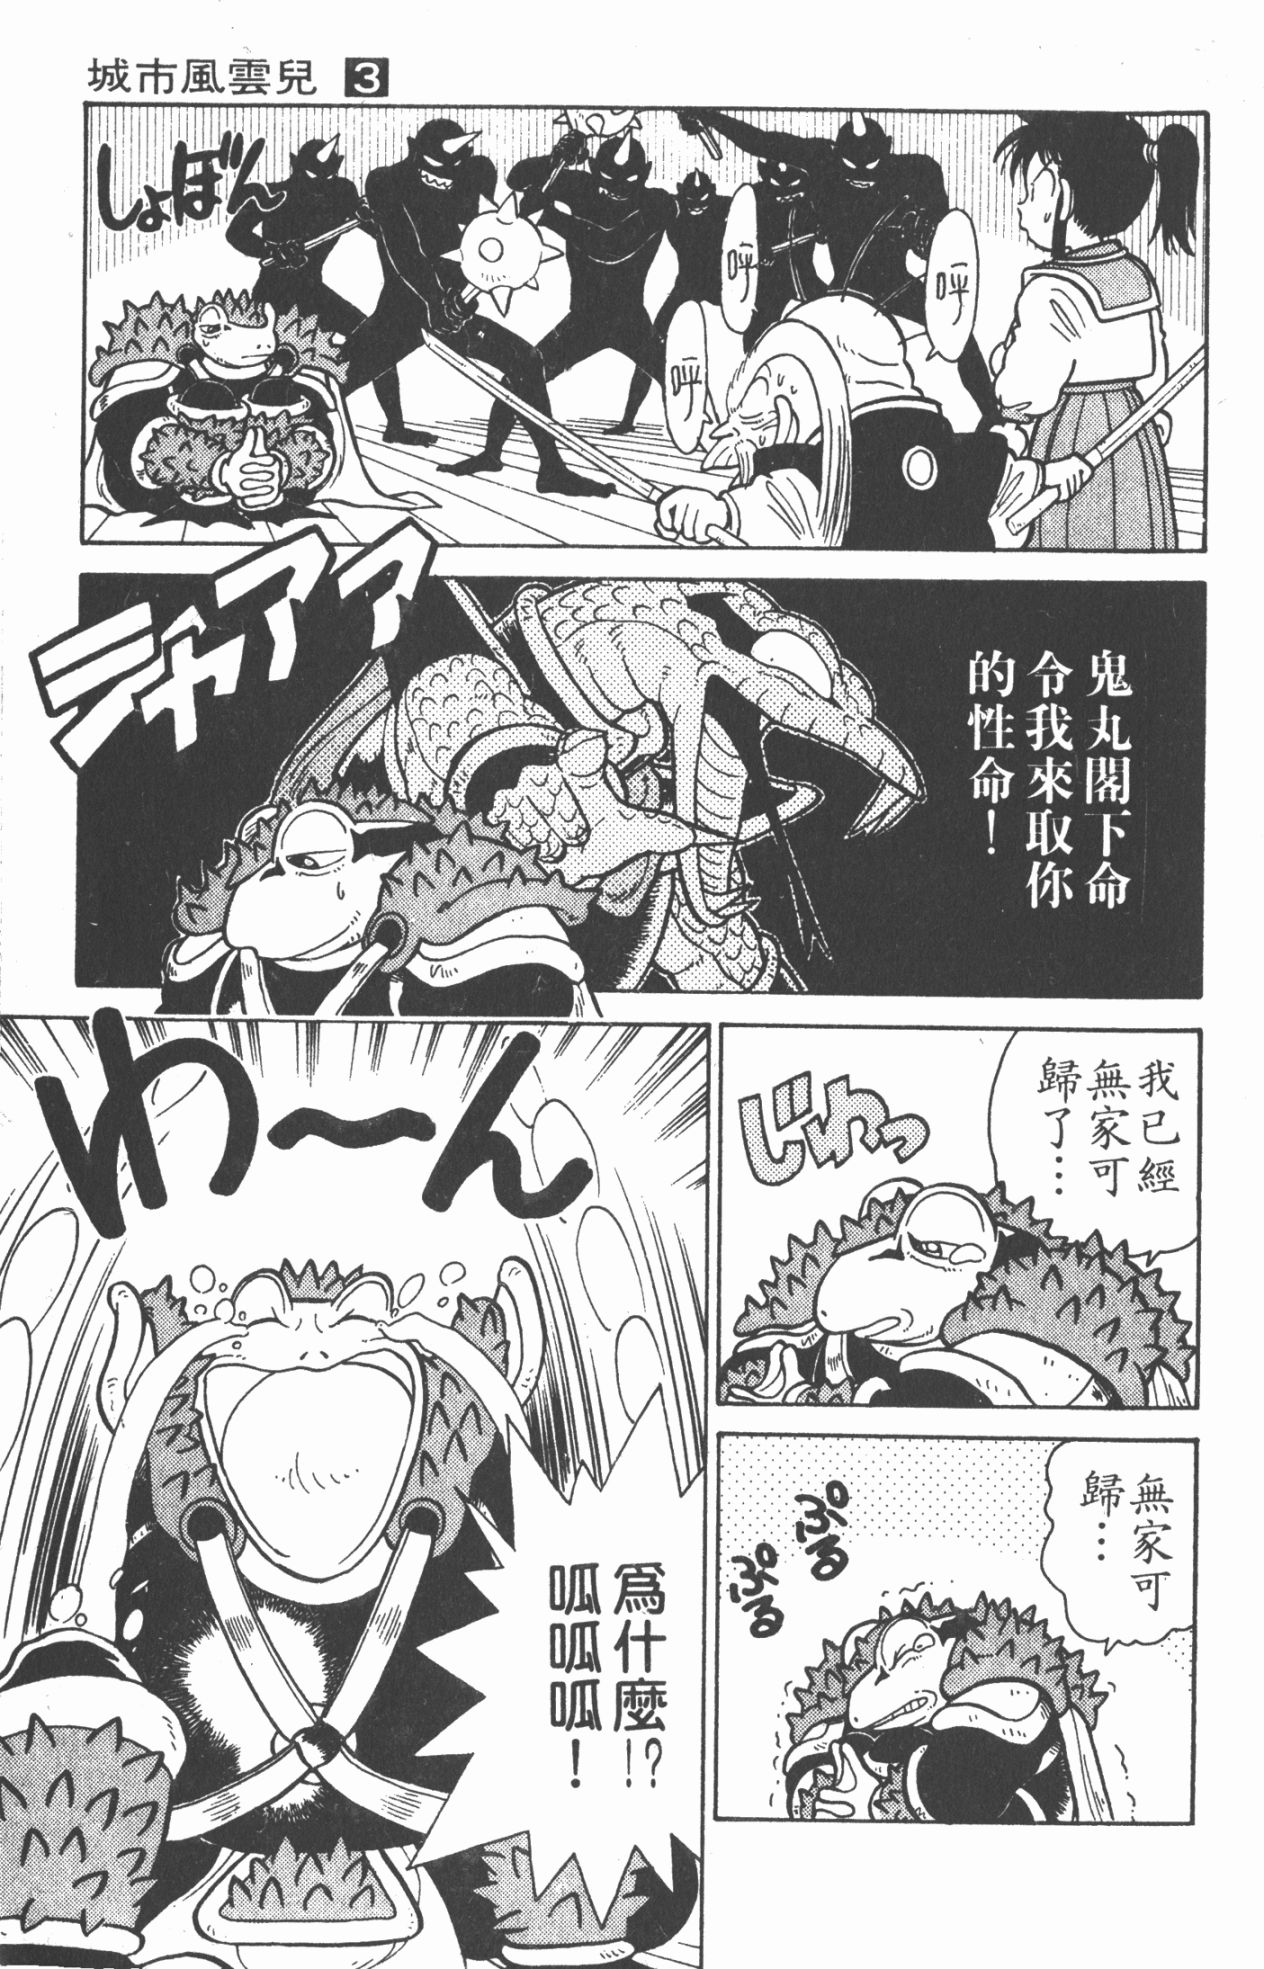 城市風雲兒 3
しょぼん
呼
呼
呼
鬼丸閣下命
令我來取你
的性命！
シャアア
我已經
無家可
歸了…
じわっ
無家可
歸…
ぷる
ぷる
わ〜ん
爲什麼!?
呱呱呱！